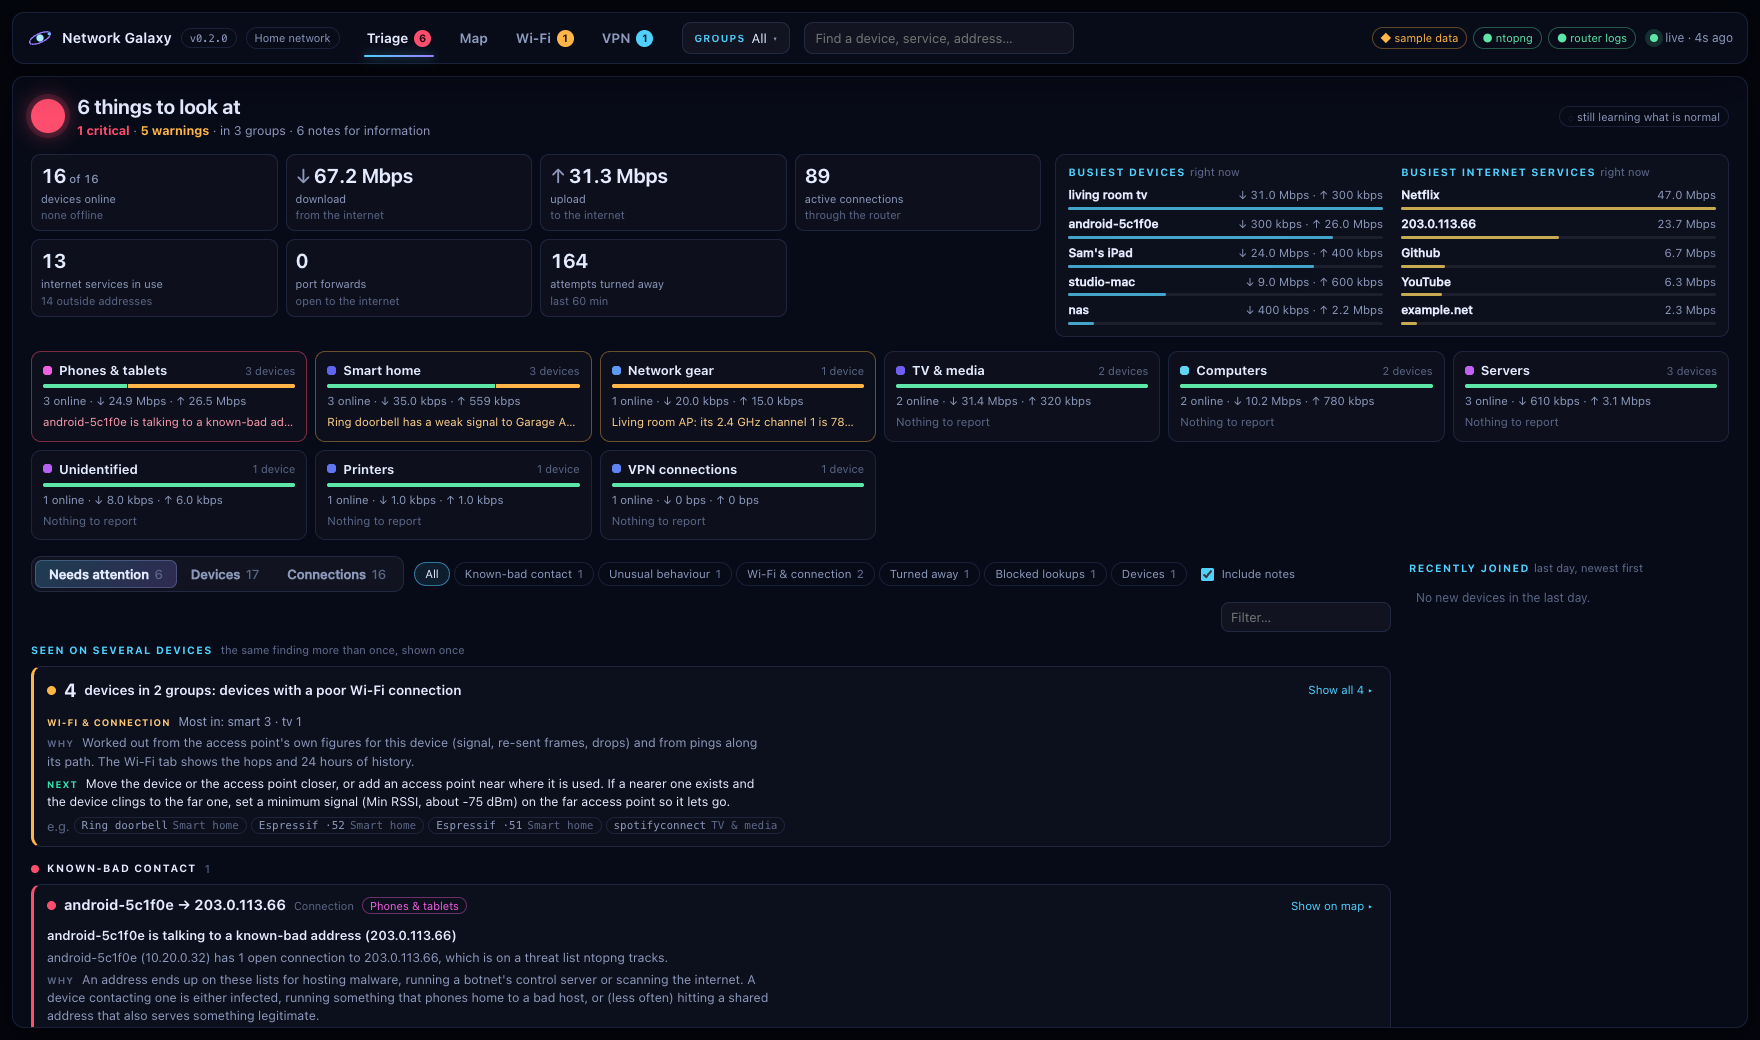 Network Galaxy v0.2.0 Home network Triage 6 Map Wi-Fi 1 VPN 1 GROUPS All Find a device, service, address... sample data ntopng router logs live · 4s ago
6 things to look at
1 critical · 5 warnings · in 3 groups · 6 notes for information
still learning what is normal
16 of 16
devices online
none offline
↓ 67.2 Mbps
download
from the internet
↑ 31.3 Mbps
upload
to the internet
89
active connections
through the router
13
internet services in use
14 outside addresses
0
port forwards
open to the internet
164
attempts turned away
last 60 min
BUSIEST DEVICES right now
living room tv ↓ 31.0 Mbps · ↑ 300 kbps
android-5c1f0e ↓ 300 kbps · ↑ 26.0 Mbps
Sam's iPad ↓ 24.0 Mbps · ↑ 400 kbps
studio-mac ↓ 9.0 Mbps · ↑ 600 kbps
nas ↓ 400 kbps · ↑ 2.2 Mbps
BUSIEST INTERNET SERVICES right now
Netflix 47.0 Mbps
203.0.113.66 23.7 Mbps
Github 6.7 Mbps
YouTube 6.3 Mbps
example.net 2.3 Mbps
Phones & tablets 3 devices
3 online · ↓ 24.9 Mbps · ↑ 26.5 Mbps
android-5c1f0e is talking to a known-bad ad...
Smart home 3 devices
3 online · ↓ 35.0 kbps · ↑ 559 kbps
Ring doorbell has a weak signal to Garage A...
Network gear 1 device
1 online · ↓ 20.0 kbps · ↑ 15.0 kbps
Living room AP: its 2.4 GHz channel 1 is 78...
TV & media 2 devices
2 online · ↓ 31.4 Mbps · ↑ 320 kbps
Nothing to report
Computers 2 devices
2 online · ↓ 10.2 Mbps · ↑ 780 kbps
Nothing to report
Servers 3 devices
3 online · ↓ 610 kbps · ↑ 3.1 Mbps
Nothing to report
Unidentified 1 device
1 online · ↓ 8.0 kbps · ↑ 6.0 kbps
Nothing to report
Printers 1 device
1 online · ↓ 1.0 kbps · ↑ 1.0 kbps
Nothing to report
VPN connections 1 device
1 online · ↓ 0 bps · ↑ 0 bps
Nothing to report
Needs attention 6 Devices 17 Connections 16 All Known-bad contact 1 Unusual behaviour 1 Wi-Fi & connection 2 Turned away 1 Blocked lookups 1 Devices 1 Include notes
Filter...
RECENTLY JOINED last day, newest first
No new devices in the last day.
SEEN ON SEVERAL DEVICES the same finding more than once, shown once
4 devices in 2 groups: devices with a poor Wi-Fi connection Show all 4
WI-FI & CONNECTION Most in: smart 3 · tv 1
WHY Worked out from the access point's own figures for this device (signal, re-sent frames, drops) and from pings along
its path. The Wi-Fi tab shows the hops and 24 hours of history.
NEXT Move the device or the access point closer, or add an access point near where it is used. If a nearer one exists and
the device clings to the far one, set a minimum signal (Min RSSI, about -75 dBm) on the far access point so it lets go.
e.g. Ring doorbell Smart home Espressif ·52 Smart home Espressif ·51 Smart home spotifyconnect TV & media
KNOWN-BAD CONTACT 1
android-5c1f0e → 203.0.113.66 Connection Phones & tablets Show on map
android-5c1f0e is talking to a known-bad address (203.0.113.66)
android-5c1f0e (10.20.0.32) has 1 open connection to 203.0.113.66, which is on a threat list ntopng tracks.
WHY An address ends up on these lists for hosting malware, running a botnet's control server or scanning the internet. A
device contacting one is either infected, running something that phones home to a bad host, or (less often) hitting a shared
address that also serves something legitimate.